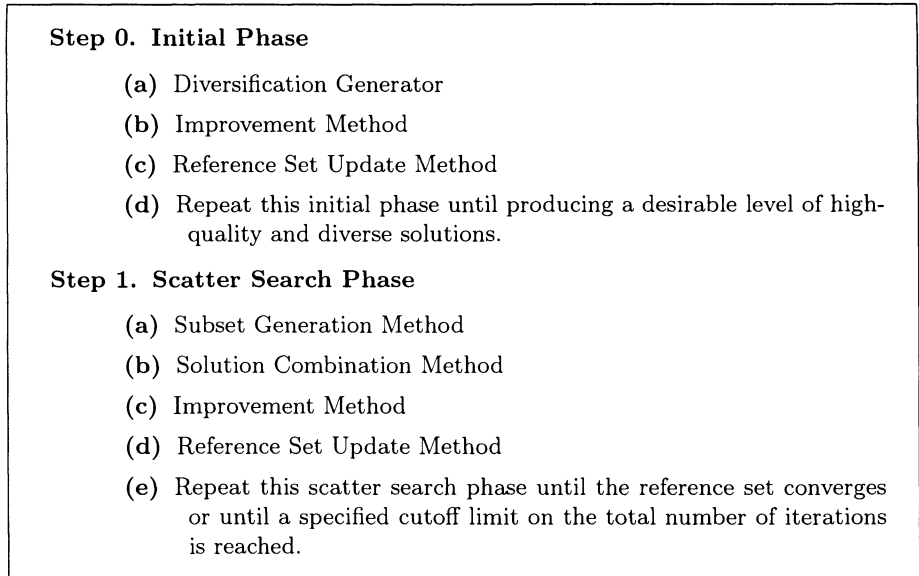 Step 0. Initial Phase
(a) Diversification Generator
(b) Improvement Method
(c) Reference Set Update Method
(d) Repeat this initial phase until producing a desirable level of high-
quality and diverse solutions.
Step 1. Scatter Search Phase
(a) Subset Generation Method
(b) Solution Combination Method
(c) Improvement Method
(d) Reference Set Update Method
(e) Repeat this scatter search phase until the reference set converges
or until a specified cutoff limit on the total number of iterations
is reached.